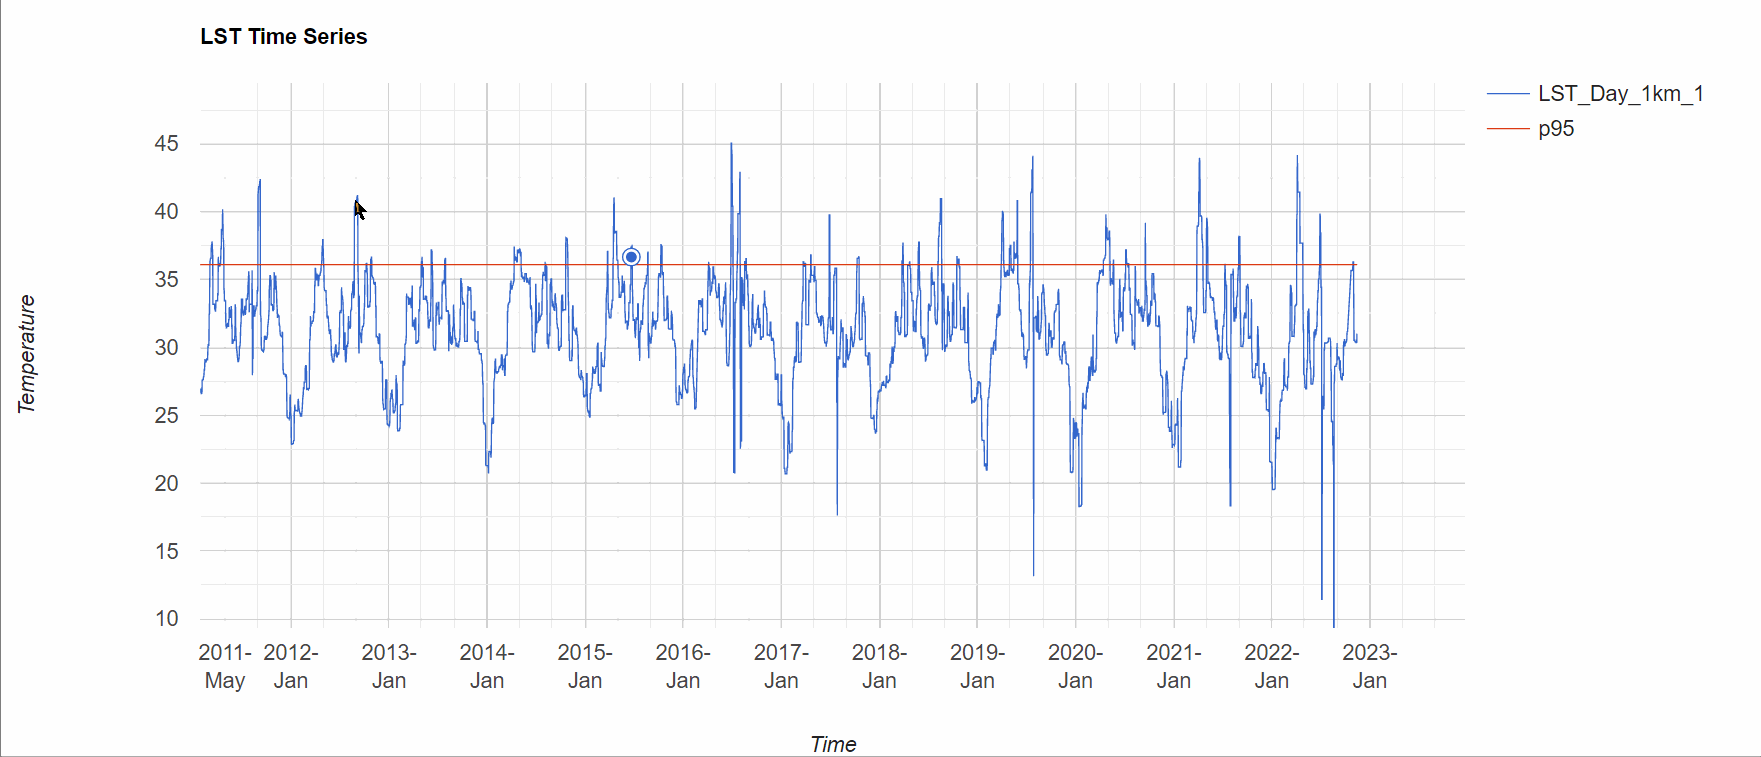 LST Time Series
LST_Day_1km_1
p95
45
40
35
30
25
20
15
10
Temperature
2011-
May
2012-
Jan
2013-
Jan
2014-
Jan
2015-
Jan
2016-
Jan
2017-
Jan
2018-
Jan
2019-
Jan
2020-
Jan
2021-
Jan
2022-
Jan
2023-
Jan
Time